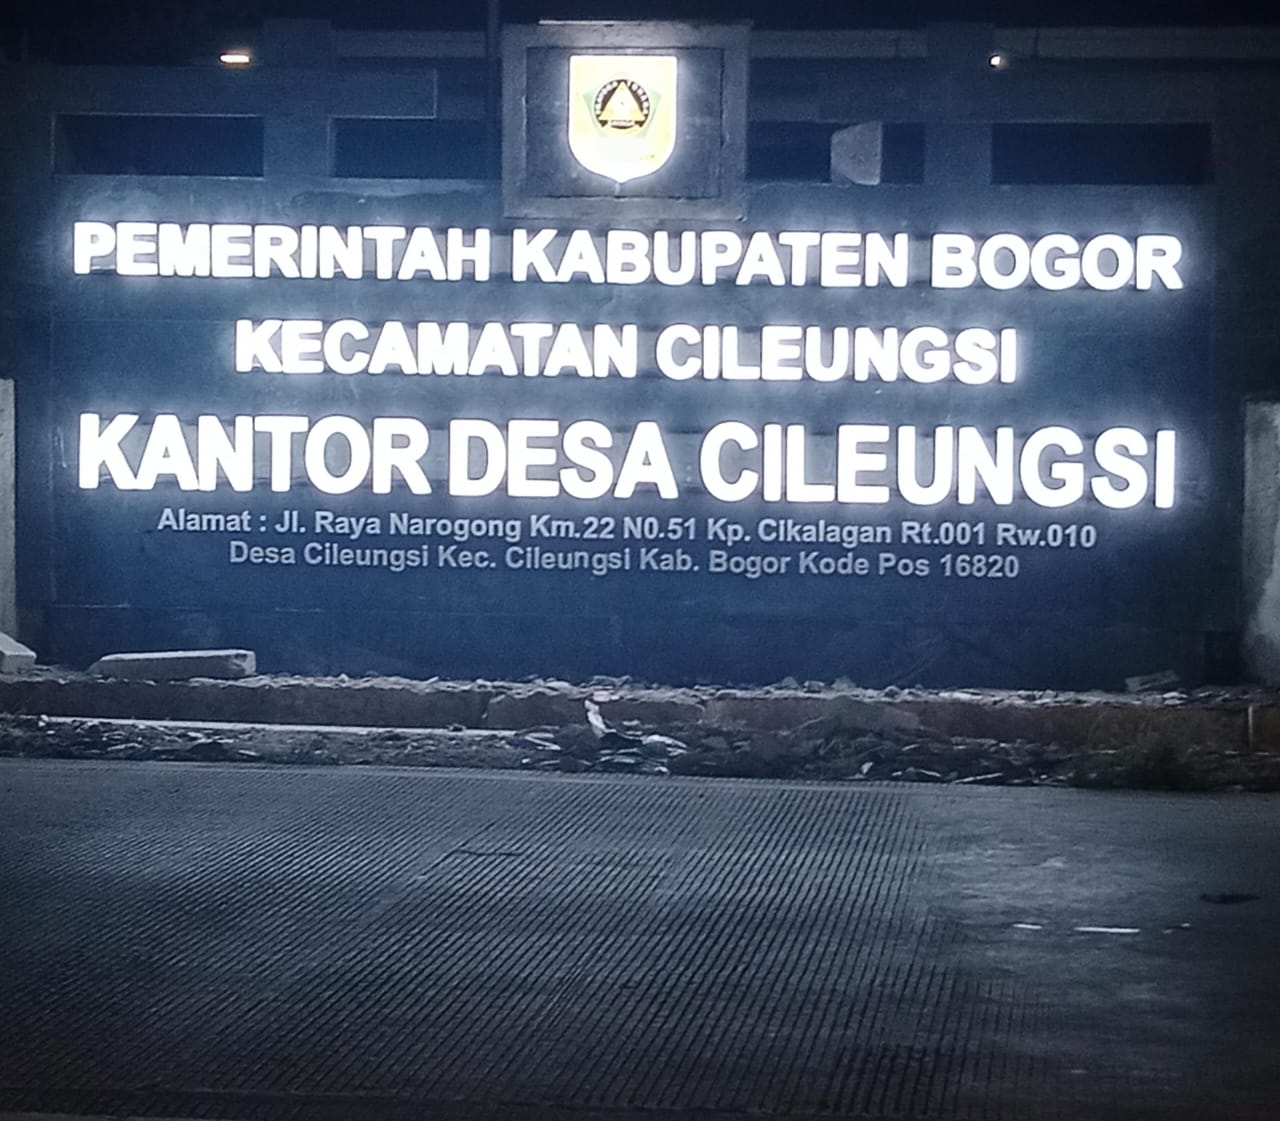 PEMERINTAH KABUPATEN BOGOR
KECAMATAN CILEUNGSI
KANTOR DESA CILEUNGSI
Alamat : Jl. Raya Narogong Km.22 N0.51 Kp. Cikalagan Rt.001 Rw.010
Desa Cileungsi Kec. Cileungsi Kab. Bogor Kode Pos 16820